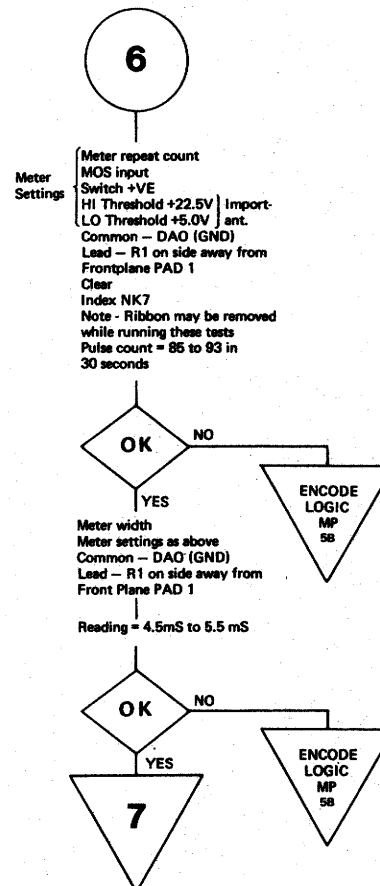 6
Meter Settings
Meter repeat count
MOS input
Switch +VE
HI Threshold +22.5V
LO Threshold +5.0V
Import-
ant.
Common – DAO (GND)
Lead – R1 on side away from
Frontplane PAD 1
Clear
Index NK7
Note - Ribbon may be removed
while running these tests
Pulse count = 85 to 93 in
30 seconds
OK
NO
YES
ENCODE
LOGIC
MP
5B
Meter width
Meter settings as above
Common – DAO (GND)
Lead – R1 on side away from
Front Plane PAD 1
Reading = 4.5mS to 5.5 mS
OK
NO
YES
ENCODE
LOGIC
MP
5B
7